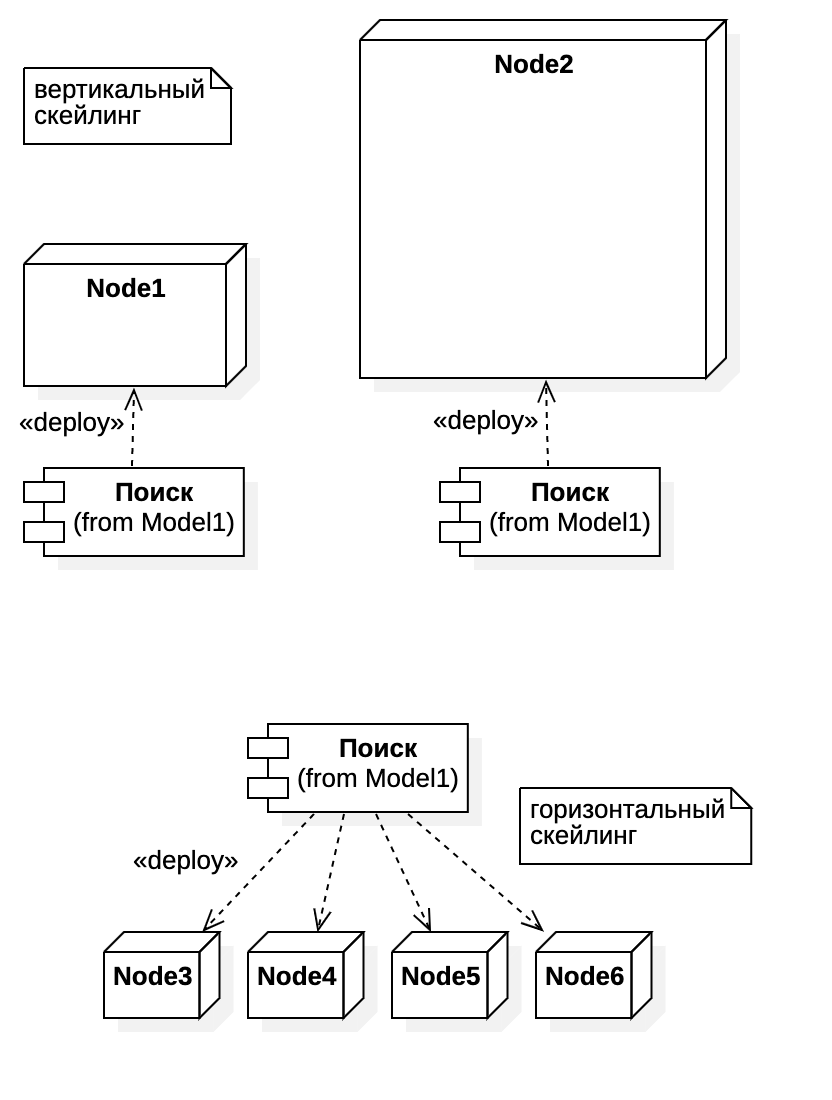 вертикальный
скейлинг
Node2
Node1
«deploy»
«deploy»
Поиск
(from Model1)
Поиск
(from Model1)
Поиск
(from Model1)
горизонтальный
скейлинг
«deploy»
Node3
Node4
Node5
Node6